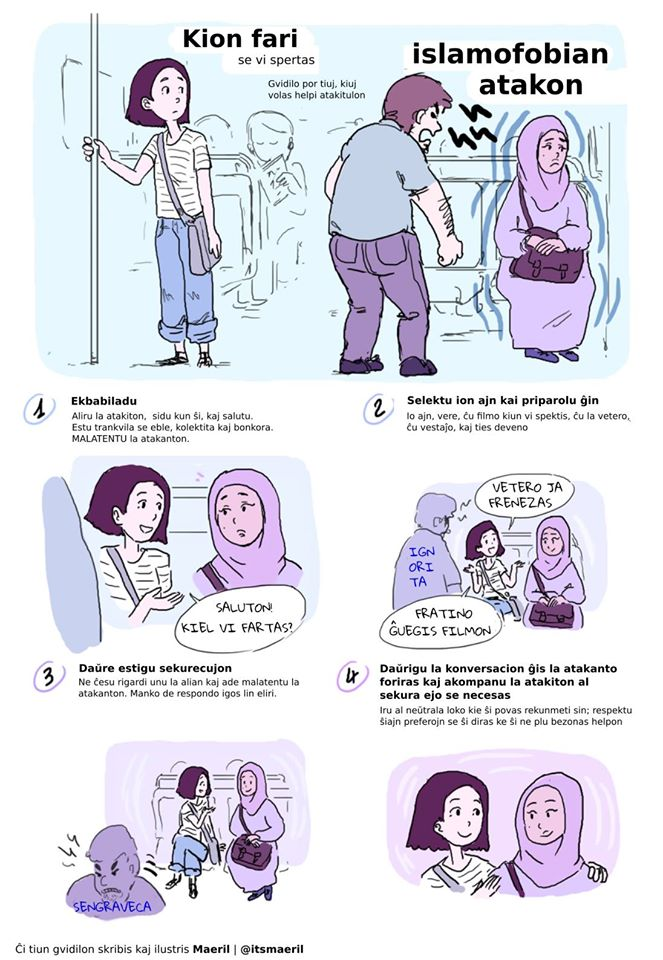 Kion fari
se vi spertas
islamofobian
atakon
Gvidilo por tiuj, kiuj
volas helpi atakitulon
1
Ekbabiladu
Aliru la atakiton, sidu kun ŝi, kaj salutu.
Estu trankvila se eble, kolektita kaj bonkora.
MALATENTU la atakanton.
2
Selektu ion ajn kai priparolu ĝin
Io ajn, vere, ĉu filmo kiun vi spektis, ĉu la vetero,
ĉu vestaĵo, kaj ties deveno
SALUTON!
KIEL VI FARTAS?
VETERO JA
FRENEZAS
IGN
ORI
TA
FRATINO
ĜUEGIS FILMON
3
Daŭre estigu sekurecujon
Ne ĉesu rigardi unu la alian kaj ade malatentu la
atakanton. Manko de respondo igos lin eliri.
4
Daŭrigu la konversacion ĝis la atakanto
foriras kaj akompanu la atakiton al
sekura ejo se necesas
Iru al neŭtrala loko kie ŝi povas rekunmeti sin; respektu
ŝiajn preferojn se ŝi diras ke ŝi ne plu bezonas helpon
SENGRAVECA
Ĉi tiun gvidilon skribis kaj ilustris Maeril | @itsmaeril